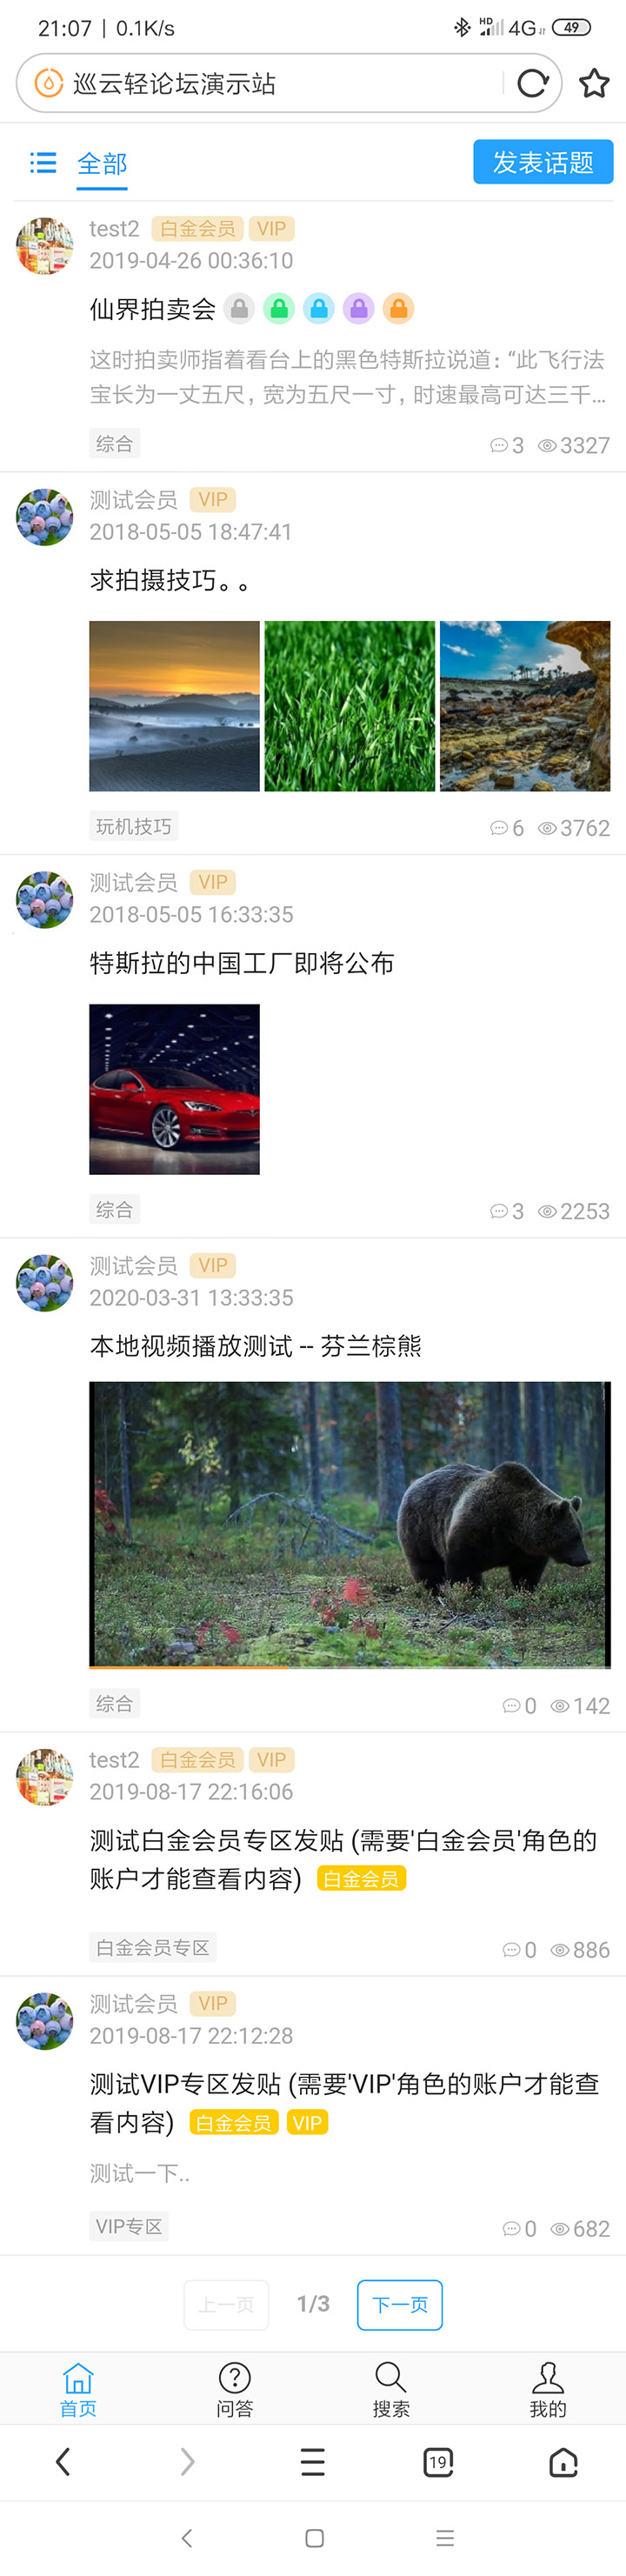 21:07 | 0.1K/s HD 4G 49
巡云轻论坛演示站
全部 发表话题
test2 白金会员 VIP
2019-04-26 00:36:10
仙界拍卖会
这时拍卖师指着看台上的黑色特斯拉说道：“此飞行法
宝长为一丈五尺，宽为五尺一寸，时速最高可达三千...
综合 3 3327
测试会员 VIP
2018-05-05 18:47:41
求拍摄技巧。。
玩机技巧 6 3762
测试会员 VIP
2018-05-05 16:33:35
特斯拉的中国工厂即将公布
综合 3 2253
测试会员 VIP
2020-03-31 13:33:35
本地视频播放测试 -- 芬兰棕熊
综合 0 142
test2 白金会员 VIP
2019-08-17 22:16:06
测试白金会员专区发贴 (需要'白金会员'角色的
账户才能查看内容) 白金会员
白金会员专区 0 886
测试会员 VIP
2019-08-17 22:12:28
测试VIP专区发贴 (需要'VIP'角色的账户才能查
看内容) 白金会员 VIP
测试一下..
VIP专区 0 682
上一页 1/3 下一页
首页 问答 搜索 我的
19